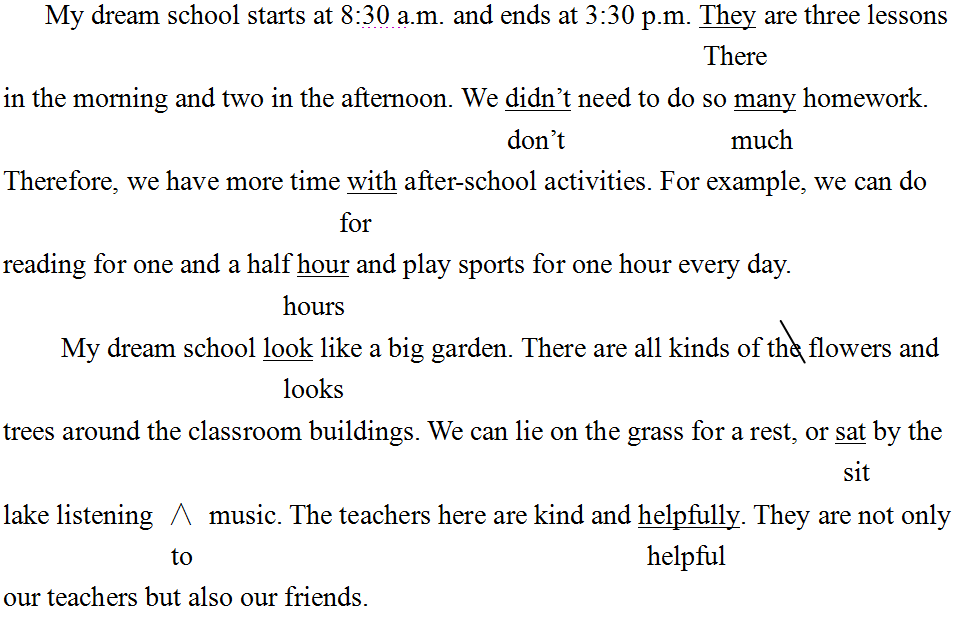 My dream school starts at 8:30 a.m. and ends at 3:30 p.m. They are three lessons
There
in the morning and two in the afternoon. We didn’t need to do so many homework.
don’t much
Therefore, we have more time with after-school activities. For example, we can do
for
reading for one and a half hour and play sports for one hour every day.
hours
My dream school look like a big garden. There are all kinds of the flowers and
looks
trees around the classroom buildings. We can lie on the grass for a rest, or sat by the
sit
lake listening ∧ music. The teachers here are kind and helpfully. They are not only
to helpful
our teachers but also our friends.